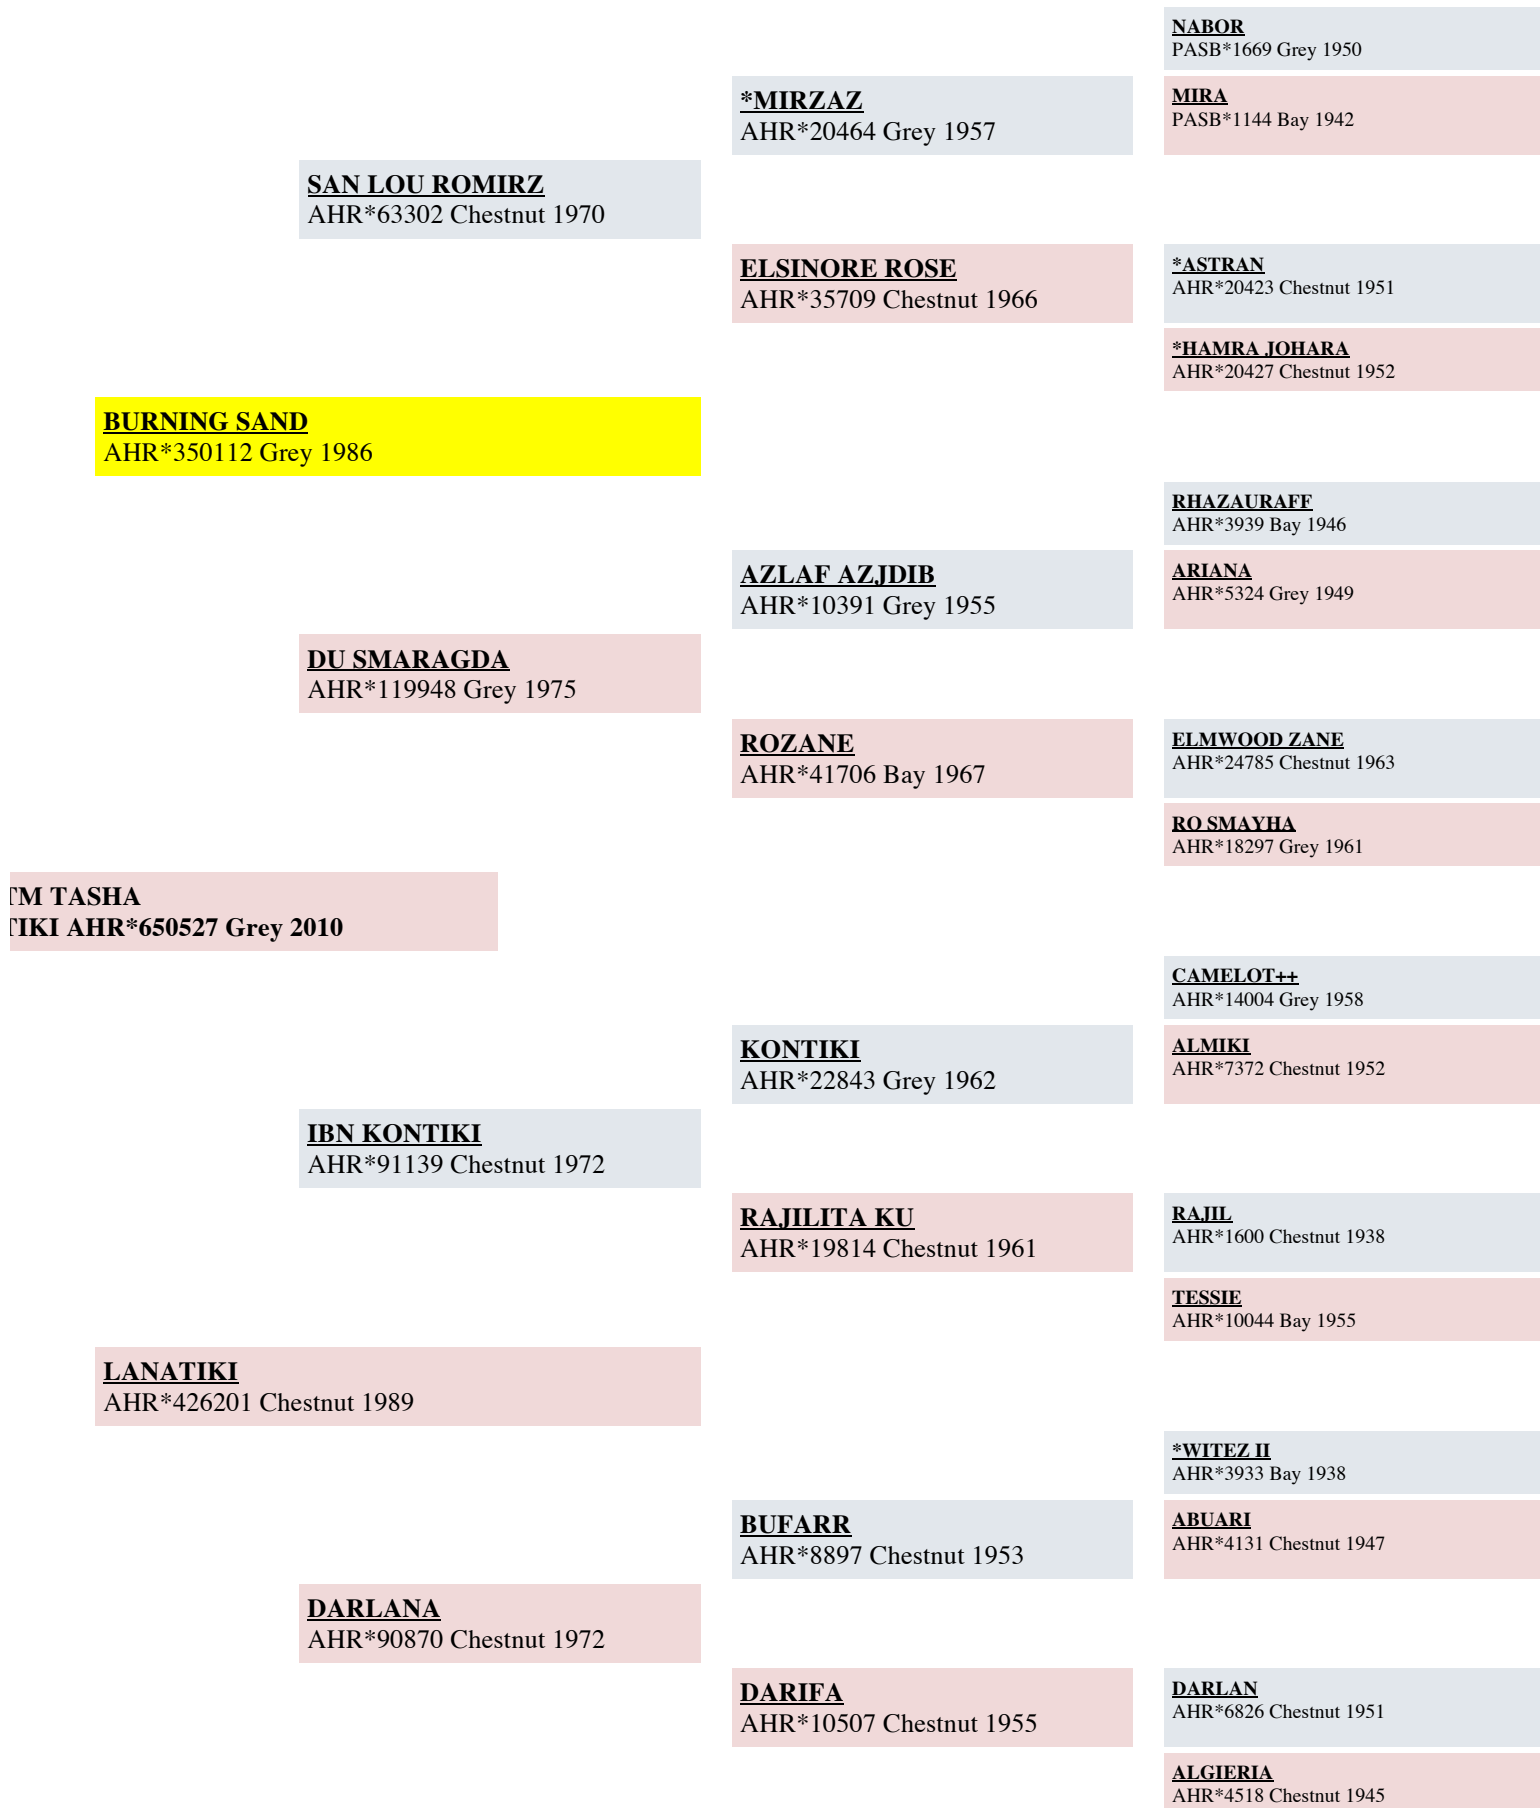 NABOR
PASB*1669 Grey 1950
*MIRZAZ
AHR*20464 Grey 1957
MIRA
PASB*1144 Bay 1942
SAN LOU ROMIRZ
AHR*63302 Chestnut 1970
ELSINORE ROSE
AHR*35709 Chestnut 1966
*ASTRAN
AHR*20423 Chestnut 1951
*HAMRA JOHARA
AHR*20427 Chestnut 1952
BURNING SAND
AHR*350112 Grey 1986
RHAZAURAFF
AHR*3939 Bay 1946
AZLAF AZJDIB
AHR*10391 Grey 1955
ARIANA
AHR*5324 Grey 1949
DU SMARAGDA
AHR*119948 Grey 1975
ROZANE
AHR*41706 Bay 1967
ELMWOOD ZANE
AHR*24785 Chestnut 1963
RO SMAYHA
AHR*18297 Grey 1961
TM TASHA
TIKI AHR*650527 Grey 2010
CAMELOT++
AHR*14004 Grey 1958
KONTIKI
AHR*22843 Grey 1962
ALMIKI
AHR*7372 Chestnut 1952
IBN KONTIKI
AHR*91139 Chestnut 1972
RAJILITA KU
AHR*19814 Chestnut 1961
RAJIL
AHR*1600 Chestnut 1938
TESSIE
AHR*10044 Bay 1955
LANATIKI
AHR*426201 Chestnut 1989
*WITEZ II
AHR*3933 Bay 1938
BUFARR
AHR*8897 Chestnut 1953
ABUARI
AHR*4131 Chestnut 1947
DARLANA
AHR*90870 Chestnut 1972
DARIFA
AHR*10507 Chestnut 1955
DARLAN
AHR*6826 Chestnut 1951
ALGIERIA
AHR*4518 Chestnut 1945